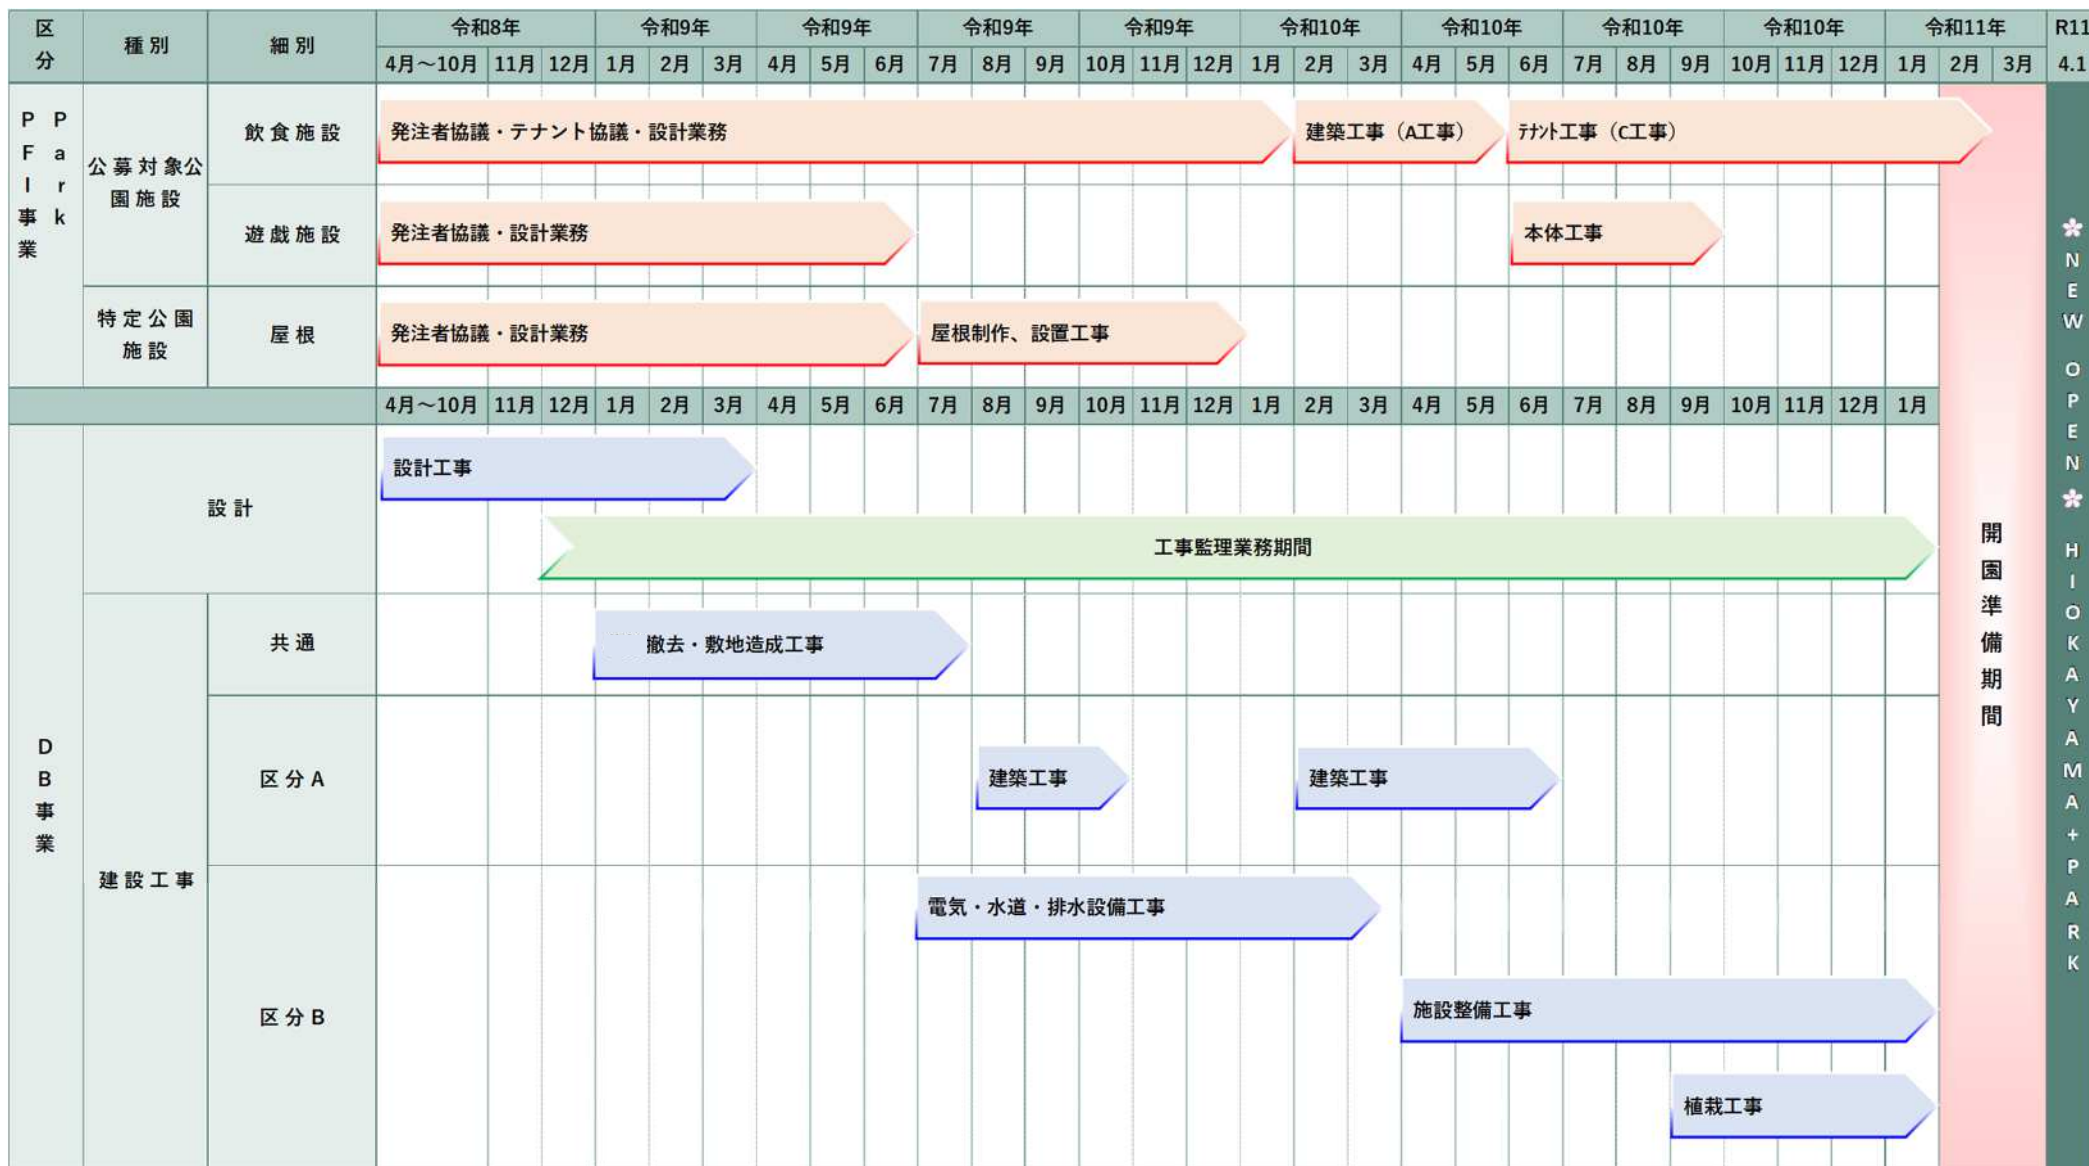 区分 種別 細別 令和8年 令和9年 令和9年 令和9年 令和9年 令和10年 令和10年 令和10年 令和10年 令和11年 R11
4月～10月 11月 12月 1月 2月 3月 4月 5月 6月 7月 8月 9月 10月 11月 12月 1月 2月 3月 4月 5月 6月 7月 8月 9月 10月 11月 12月 1月 2月 3月 4.1
Park
PFI事業
公募対象公
園施設
飲食施設
発注者協議・テナント協議・設計業務
建築工事（A工事）
ﾃﾅﾝﾄ工事（C工事）
遊戯施設
発注者協議・設計業務
本体工事
特定公園
施設
屋根
発注者協議・設計業務
屋根制作、設置工事
4月～10月 11月 12月 1月 2月 3月 4月 5月 6月 7月 8月 9月 10月 11月 12月 1月 2月 3月 4月 5月 6月 7月 8月 9月 10月 11月 12月 1月
DB事業
設計
設計工事
工事監理業務期間
建設工事
共通
撤去・敷地造成工事
区分A
建築工事
建築工事
区分B
電気・水道・排水設備工事
施設整備工事
植栽工事
開園準備期間
NEW OPEN HIOKAYAMA+PARK